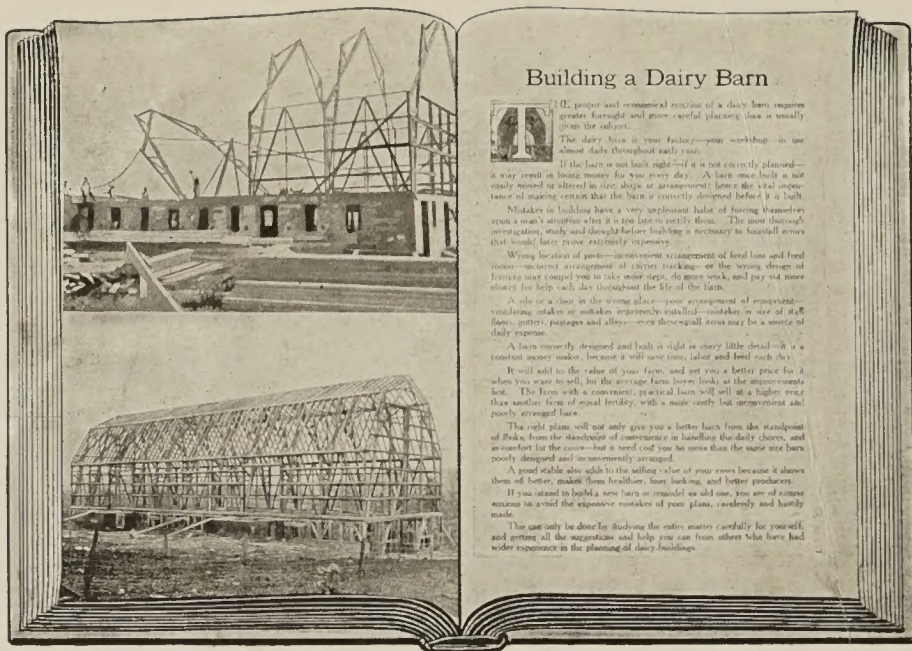 Building a Dairy Barn
THE proper and economical erection of a dairy barn requires
greater foresight and more careful planning than is usually
given the subject.
The dairy barn is your factory—your workshop—in use
almost daily throughout each year.
If the barn is not built right—if it is not correctly planned—
it may result in losing money for you every day. A barn once built is not
easily moved or altered in size, shape or arrangement; hence the vital impor-
tance of making certain that the barn is correctly designed before it is built.
Mistakes in building have a very unpleasant habit of forcing themselves
upon a man's attention after it is too late to rectify them. The most thorough
investigation, study and thought before building is necessary to forestall errors
that would later prove extremely expensive.
Wrong location of posts—inconvenient arrangement of feed bins and feed
rooms—incorrect arrangement of carrier tracking—or the wrong design of
framing may compel you to take more steps, do more work, and pay out more
money for help each day throughout the life of the barn.
A silo or a door in the wrong place—poor arrangement of equipment—
ventilating intakes or outtakes improperly installed—mistakes in size of stall
floors, gutters, passages and alleys—even these small items may be a source of
daily expense.
A barn correctly designed and built is right in every little detail—it is a
constant money maker, because it will save time, labor and feed each day.
It will add to the value of your farm, and get you a better price for it
when you want to sell, for the average farm buyer looks at the improvements
first. The farm with a convenient, practical barn will sell at a higher price
than another farm of equal fertility, with a more costly but inconvenient and
poorly arranged barn.
The right plans will not only give you a better barn from the standpoint
of looks, from the standpoint of convenience in handling the daily chores, and
in comfort for the cows—but it need cost you no more than the same size barn
poorly designed and inconveniently arranged.
A good stable also adds to the selling value of your cows because it shows
them off better, makes them healthier, finer looking, and better producers.
If you intend to build a new barn or remodel an old one, you are of course
anxious to avoid the expensive mistakes of poor plans, carelessly and hastily
made.
This can only be done by studying the entire matter carefully for yourself,
and getting all the suggestions and help you can from others who have had
wider experience in the planning of dairy buildings.